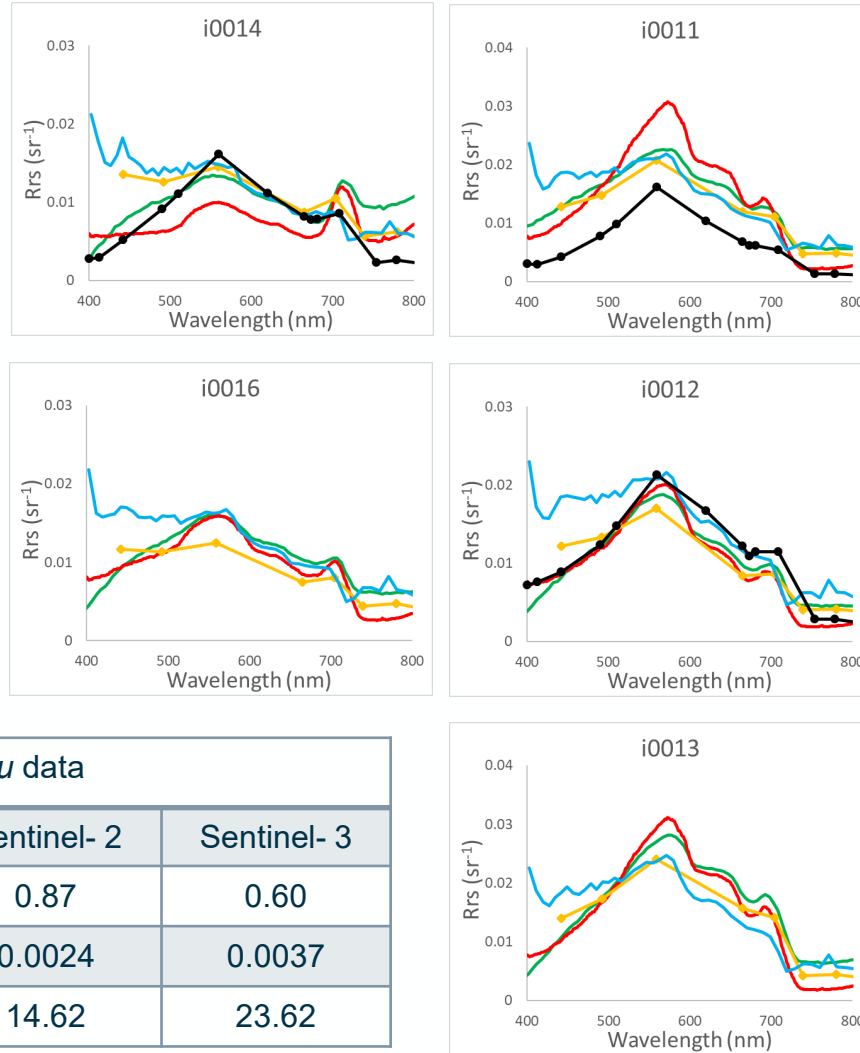 i0014
0.03
0.02
0.01
0
Rrs (sr-1)
400 500 600 700 800
Wavelength (nm)
i0011
0.04
0.03
0.02
0.01
0
Rrs (sr-1)
400 500 600 700 800
Wavelength (nm)
i0016
0.03
0.02
0.01
0
Rrs (sr-1)
400 500 600 700 800
Wavelength (nm)
i0012
0.03
0.02
0.01
0
Rrs (sr-1)
400 500 600 700 800
Wavelength (nm)
u data
entinel- 2 Sentinel- 3
0.87 0.60
0.0024 0.0037
14.62 23.62
i0013
0.04
0.03
0.02
0.01
0
Rrs (sr-1)
400 500 600 700 800
Wavelength (nm)